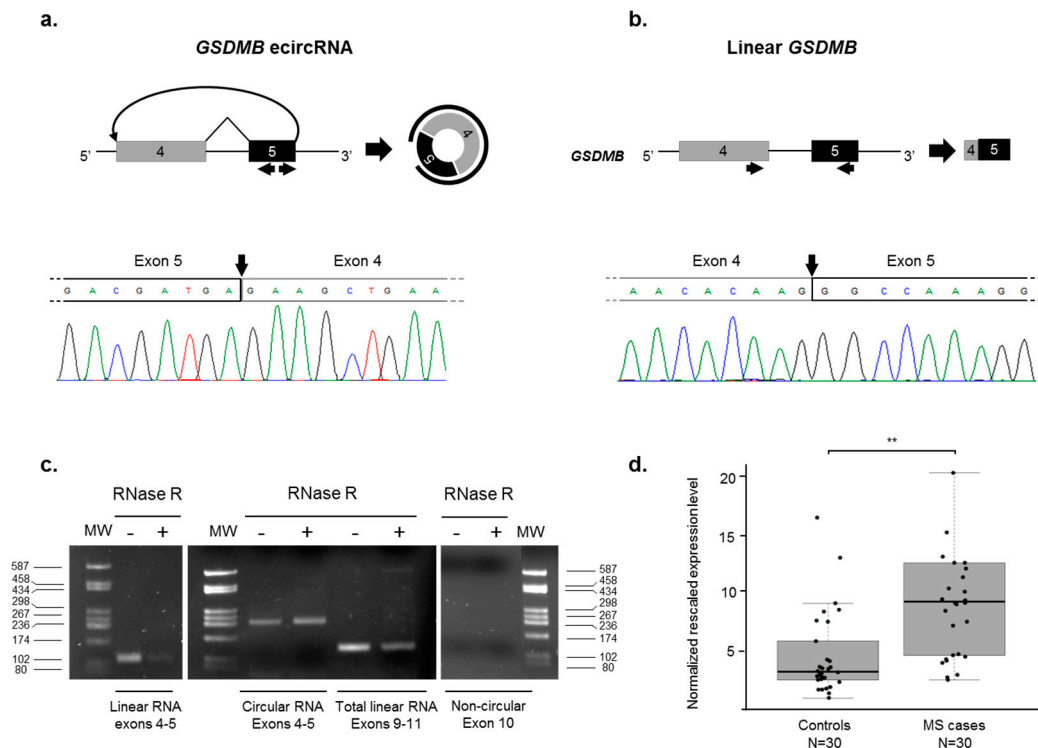 a.
GSDMB ecircRNA
5'
4
5
3'
4
5
b.
Linear GSDMB
GSDMB
5'
4
5
3'
4
5
Exon 5
Exon 4
G A C G A T G A G A A G C T G A A
Exon 4
Exon 5
A A C A C A A G G G C C A A A G G
c.
RNase R
RNase R
RNase R
MW
-
+
MW
-
+
-
+
-
+
MW
587
458
434
298
267
236
174
102
80
587
458
434
298
267
236
174
102
80
Linear RNA
exons 4-5
Circular RNA
Exons 4-5
Total linear RNA
Exons 9-11
Non-circular
Exon 10
d.
**
Normalized rescaled expression level
20
15
10
5
Controls
N=30
MS cases
N=30